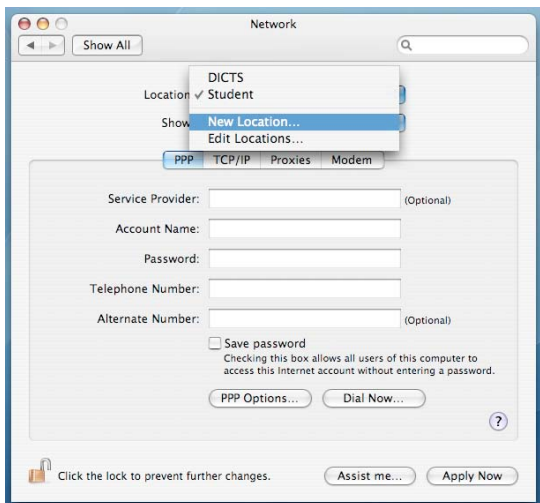 Network
Show All
DICTS
Location ✓ Student
Show New Location...
Edit Locations...
PPP TCP/IP Proxies Modem
Service Provider: (Optional)
Account Name:
Password:
Telephone Number:
Alternate Number: (Optional)
Save password
Checking this box allows all users of this computer to
access this Internet account without entering a password.
PPP Options... Dial Now...
?
Click the lock to prevent further changes. Assist me... Apply Now